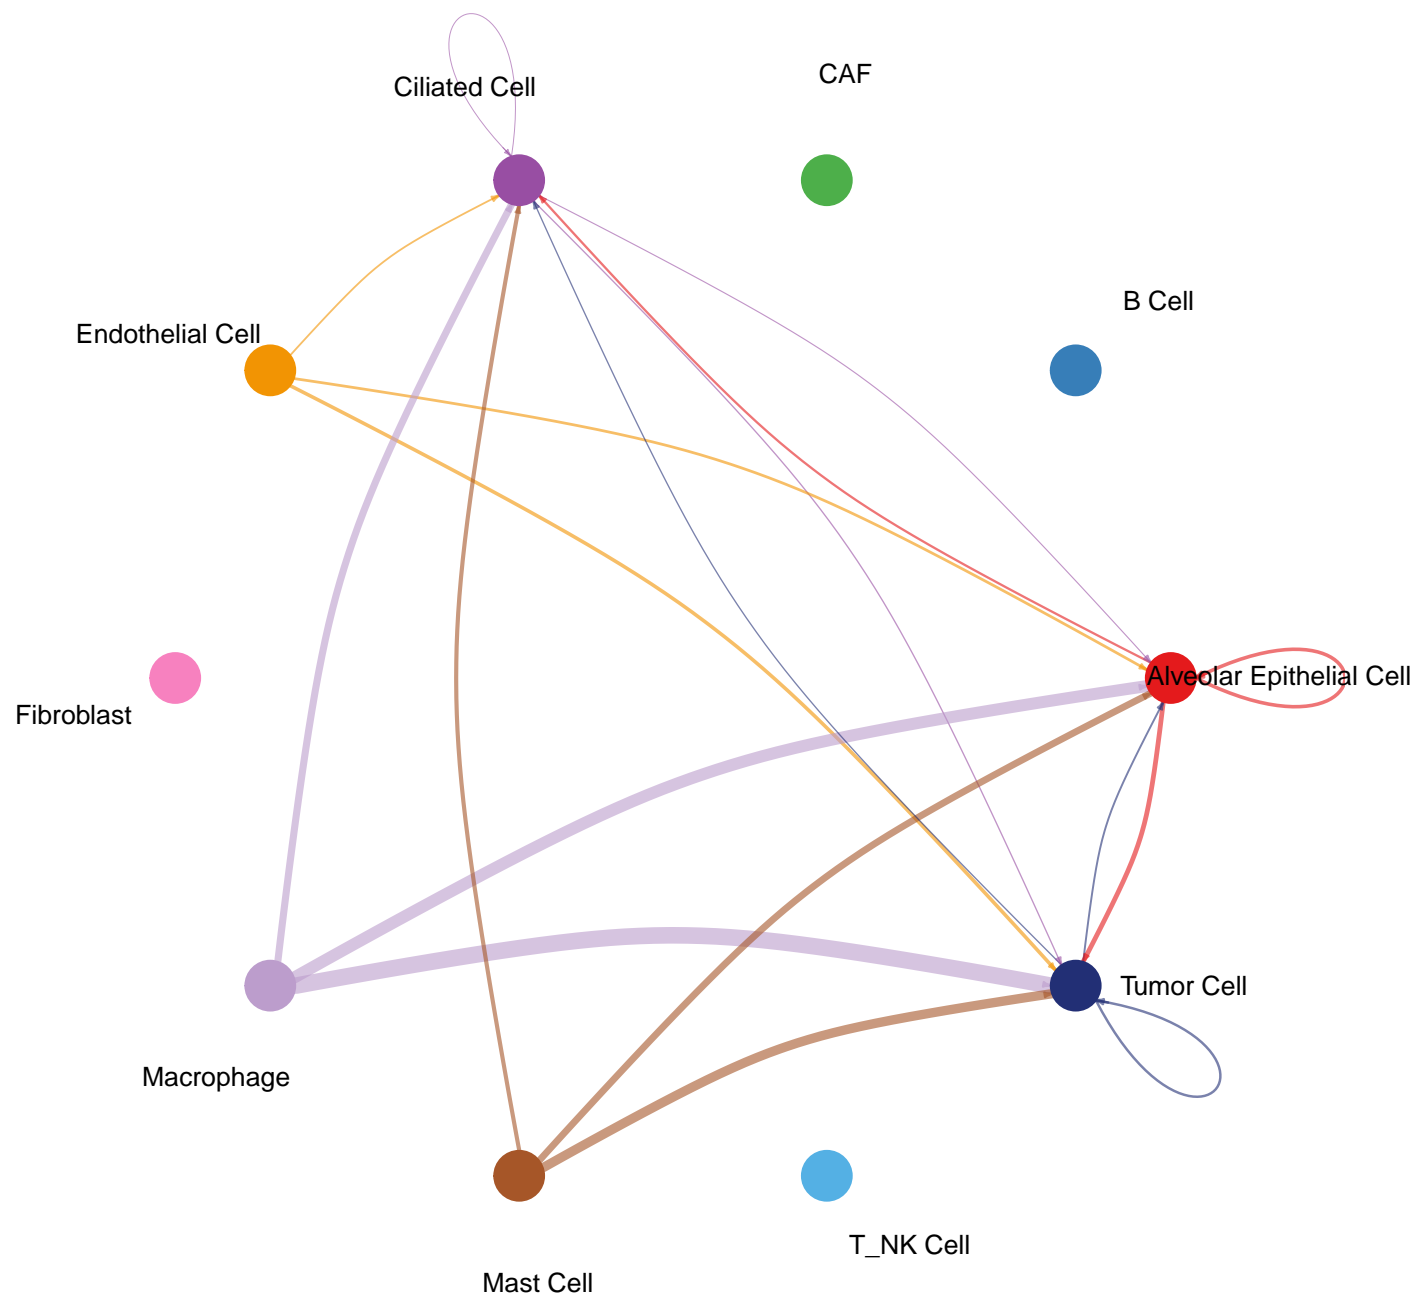 CAF
Ciliated Cell
B Cell
Endothelial Cell
Alveolar Epithelial Cell
Fibroblast
Tumor Cell
Macrophage
T_NK Cell
Mast Cell